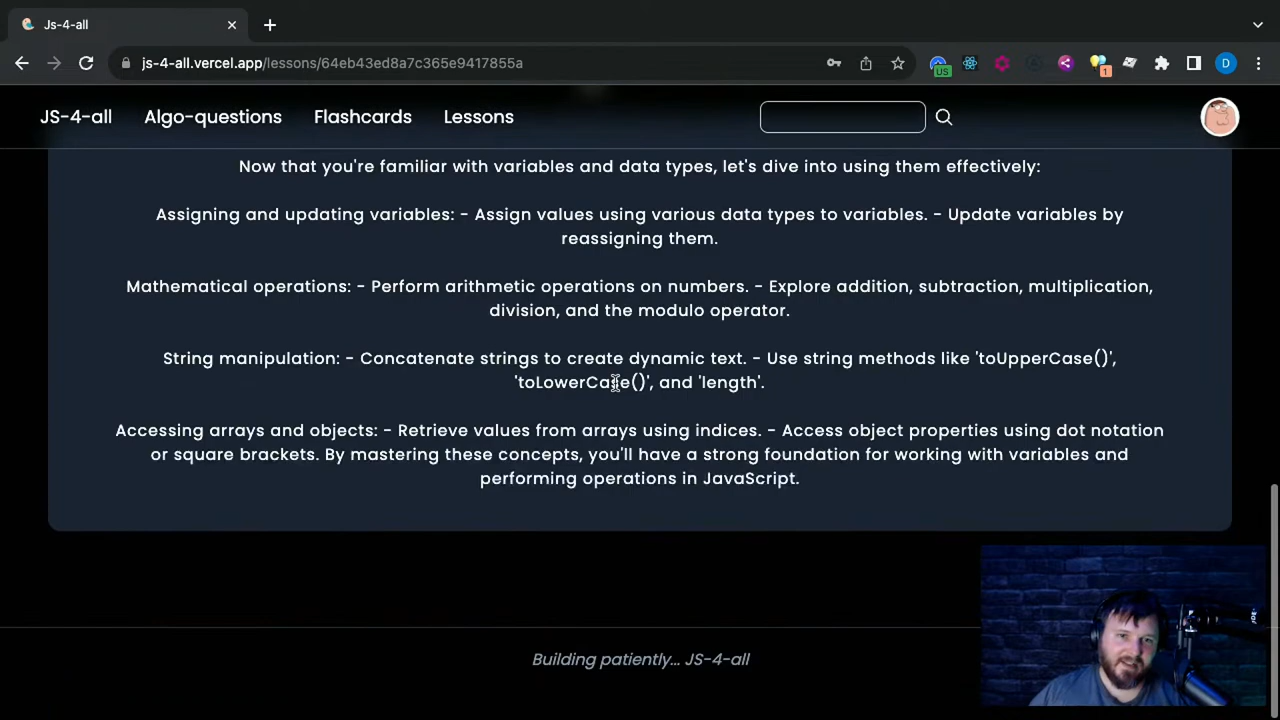 Js-4-all
js-4-all.vercel.app/lessons/64eb43ed8a7c365e9417855a
US
1
D
JS-4-all Algo-questions Flashcards Lessons
Now that you're familiar with variables and data types, let's dive into using them effectively:
Assigning and updating variables: - Assign values using various data types to variables. - Update variables by
reassigning them.
Mathematical operations: - Perform arithmetic operations on numbers. - Explore addition, subtraction, multiplication,
division, and the modulo operator.
String manipulation: - Concatenate strings to create dynamic text. - Use string methods like 'toUpperCase()',
'toLowerCase()', and 'length'.
Accessing arrays and objects: - Retrieve values from arrays using indices. - Access object properties using dot notation
or square brackets. By mastering these concepts, you'll have a strong foundation for working with variables and
performing operations in JavaScript.
Building patiently... JS-4-all